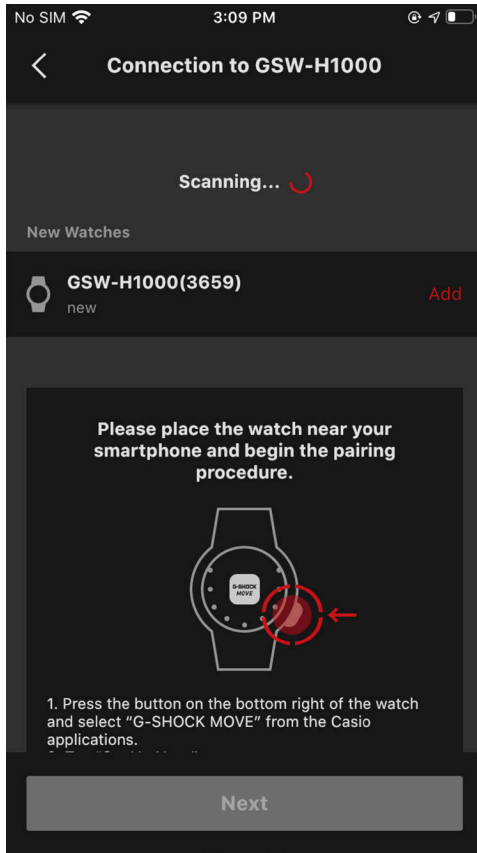 No SIM 3:09 PM
Connection to GSW-H1000
Scanning...
New Watches
GSW-H1000(3659)
new
Add
Please place the watch near your
smartphone and begin the pairing
procedure.
G-SHOCK
MOVE
1. Press the button on the bottom right of the watch
and select “G-SHOCK MOVE” from the Casio
applications.
Next